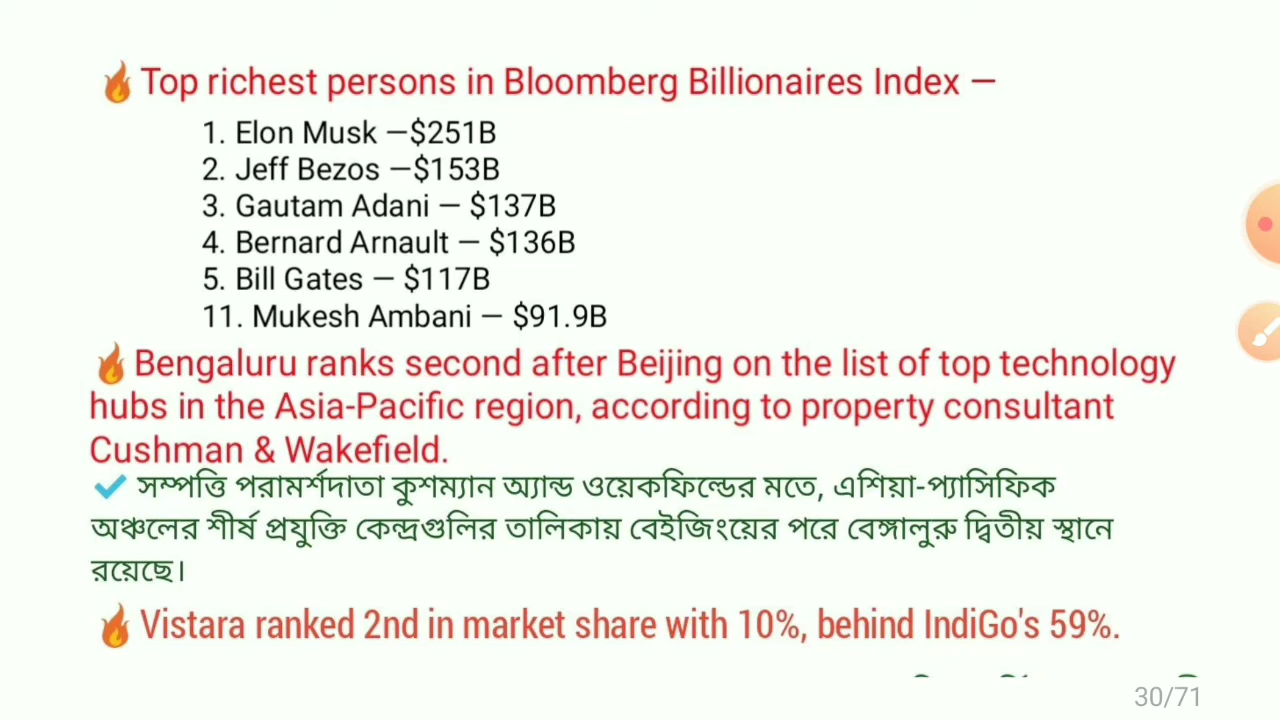 🔥Top richest persons in Bloomberg Billionaires Index —
1. Elon Musk —$251B
2. Jeff Bezos —$153B
3. Gautam Adani — $137B
4. Bernard Arnault — $136B
5. Bill Gates — $117B
11. Mukesh Ambani — $91.9B
🔥Bengaluru ranks second after Beijing on the list of top technology
hubs in the Asia-Pacific region, according to property consultant
Cushman & Wakefield.
✔ সম্পত্তি পরামর্শদাতা কুশম্যান অ্যান্ড ওয়েকফিল্ডের মতে, এশিয়া-প্যাসিফিক
অঞ্চলের শীর্ষ প্রযুক্তি কেন্দ্রগুলির তালিকায় বেইজিংয়ের পরে বেঙ্গালুরু দ্বিতীয় স্থানে
রয়েছে।
🔥Vistara ranked 2nd in market share with 10%, behind IndiGo's 59%.
30/71